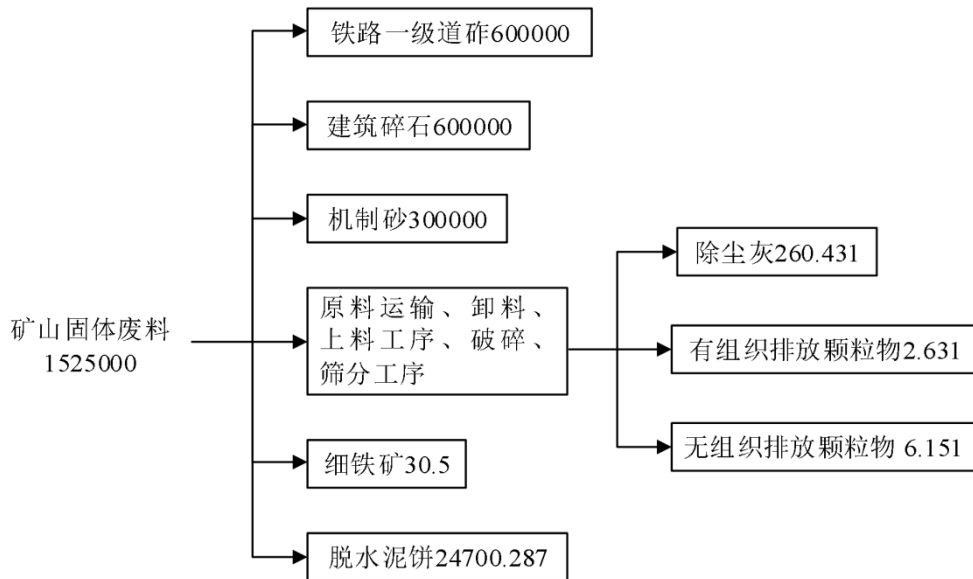 铁路一级道砟600000
建筑碎石600000
机制砂300000
除尘灰260.431
矿山固体废料
1525000
原料运输、卸料、
上料工序、破碎、
筛分工序
有组织排放颗粒物2.631
无组织排放颗粒物 6.151
细铁矿30.5
脱水泥饼24700.287